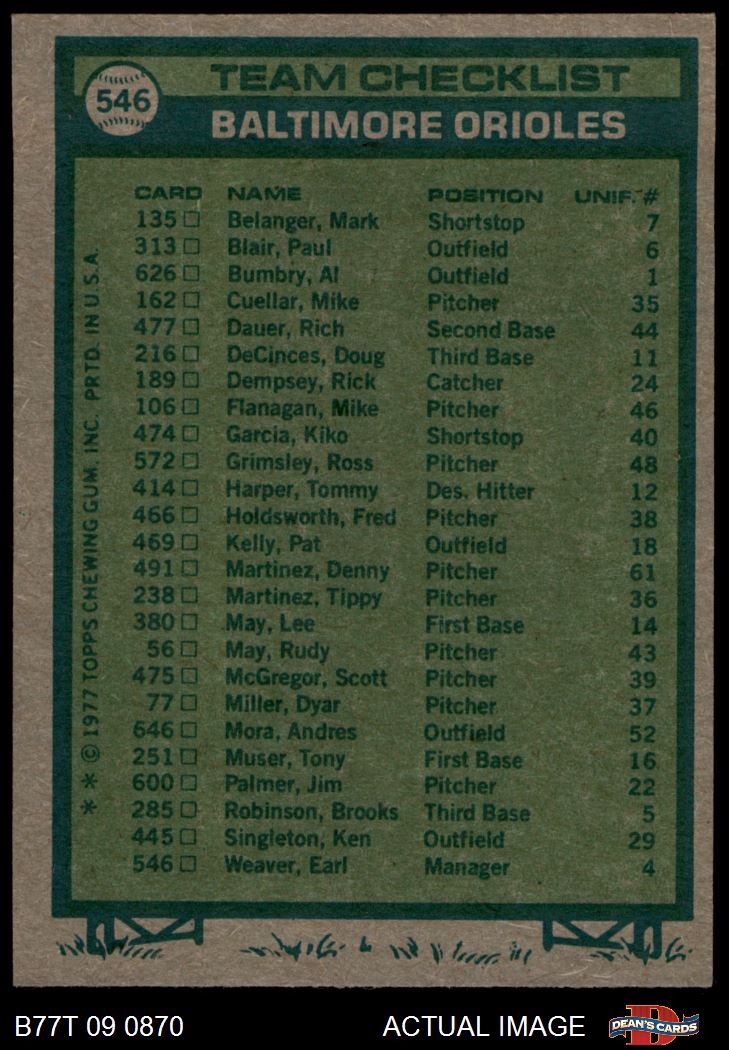 546
TEAM CHECKLIST
BALTIMORE ORIOLES
CARD NAME POSITION UNIF. #
135 Belanger, Mark Shortstop 7
313 Blair, Paul Outfield 6
626 Bumbry, Al Outfield 1
162 Cuellar, Mike Pitcher 35
477 Dauer, Rich Second Base 44
216 DeCinces, Doug Third Base 11
189 Dempsey, Rick Catcher 24
106 Flanagan, Mike Pitcher 46
474 Garcia, Kiko Shortstop 40
572 Grimsley, Ross Pitcher 48
414 Harper, Tommy Des. Hitter 12
466 Holdsworth, Fred Pitcher 38
469 Kelly, Pat Outfield 18
491 Martinez, Denny Pitcher 61
238 Martinez, Tippy Pitcher 36
380 May, Lee First Base 14
56 May, Rudy Pitcher 43
475 McGregor, Scott Pitcher 39
77 Miller, Dyar Pitcher 37
646 Mora, Andres Outfield 52
251 Muser, Tony First Base 16
600 Palmer, Jim Pitcher 22
285 Robinson, Brooks Third Base 5
445 Singleton, Ken Outfield 29
546 Weaver, Earl Manager 4
* * © 1977 TOPPS CHEWING GUM, INC. PRTD. IN U.S.A.
B77T 09 0870 ACTUAL IMAGE
D
DEAN'S CARDS